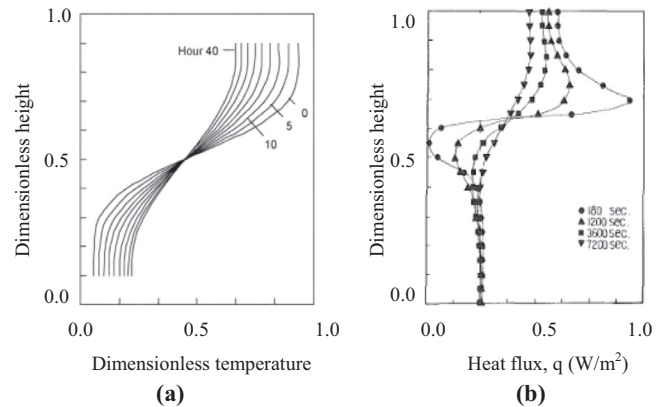 1.0
Hour 40
0
5
10
0.5
0.0
0.0 0.5 1.0
Dimensionless height
Dimensionless temperature
(a)
1.0
0.5
0.0
180 sec.
1200 sec.
3600 sec.
7200 sec.
0.0 0.5 1.0
Dimensionless height
Heat flux, q (W/m²)
(b)